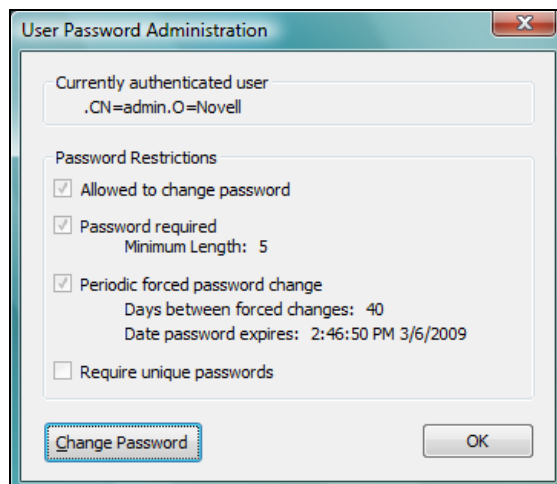 User Password Administration
Currently authenticated user
.CN=admin.O=Novell
Password Restrictions
Allowed to change password
Password required
Minimum Length: 5
Periodic forced password change
Days between forced changes: 40
Date password expires: 2:46:50 PM 3/6/2009
Require unique passwords
Change Password
OK